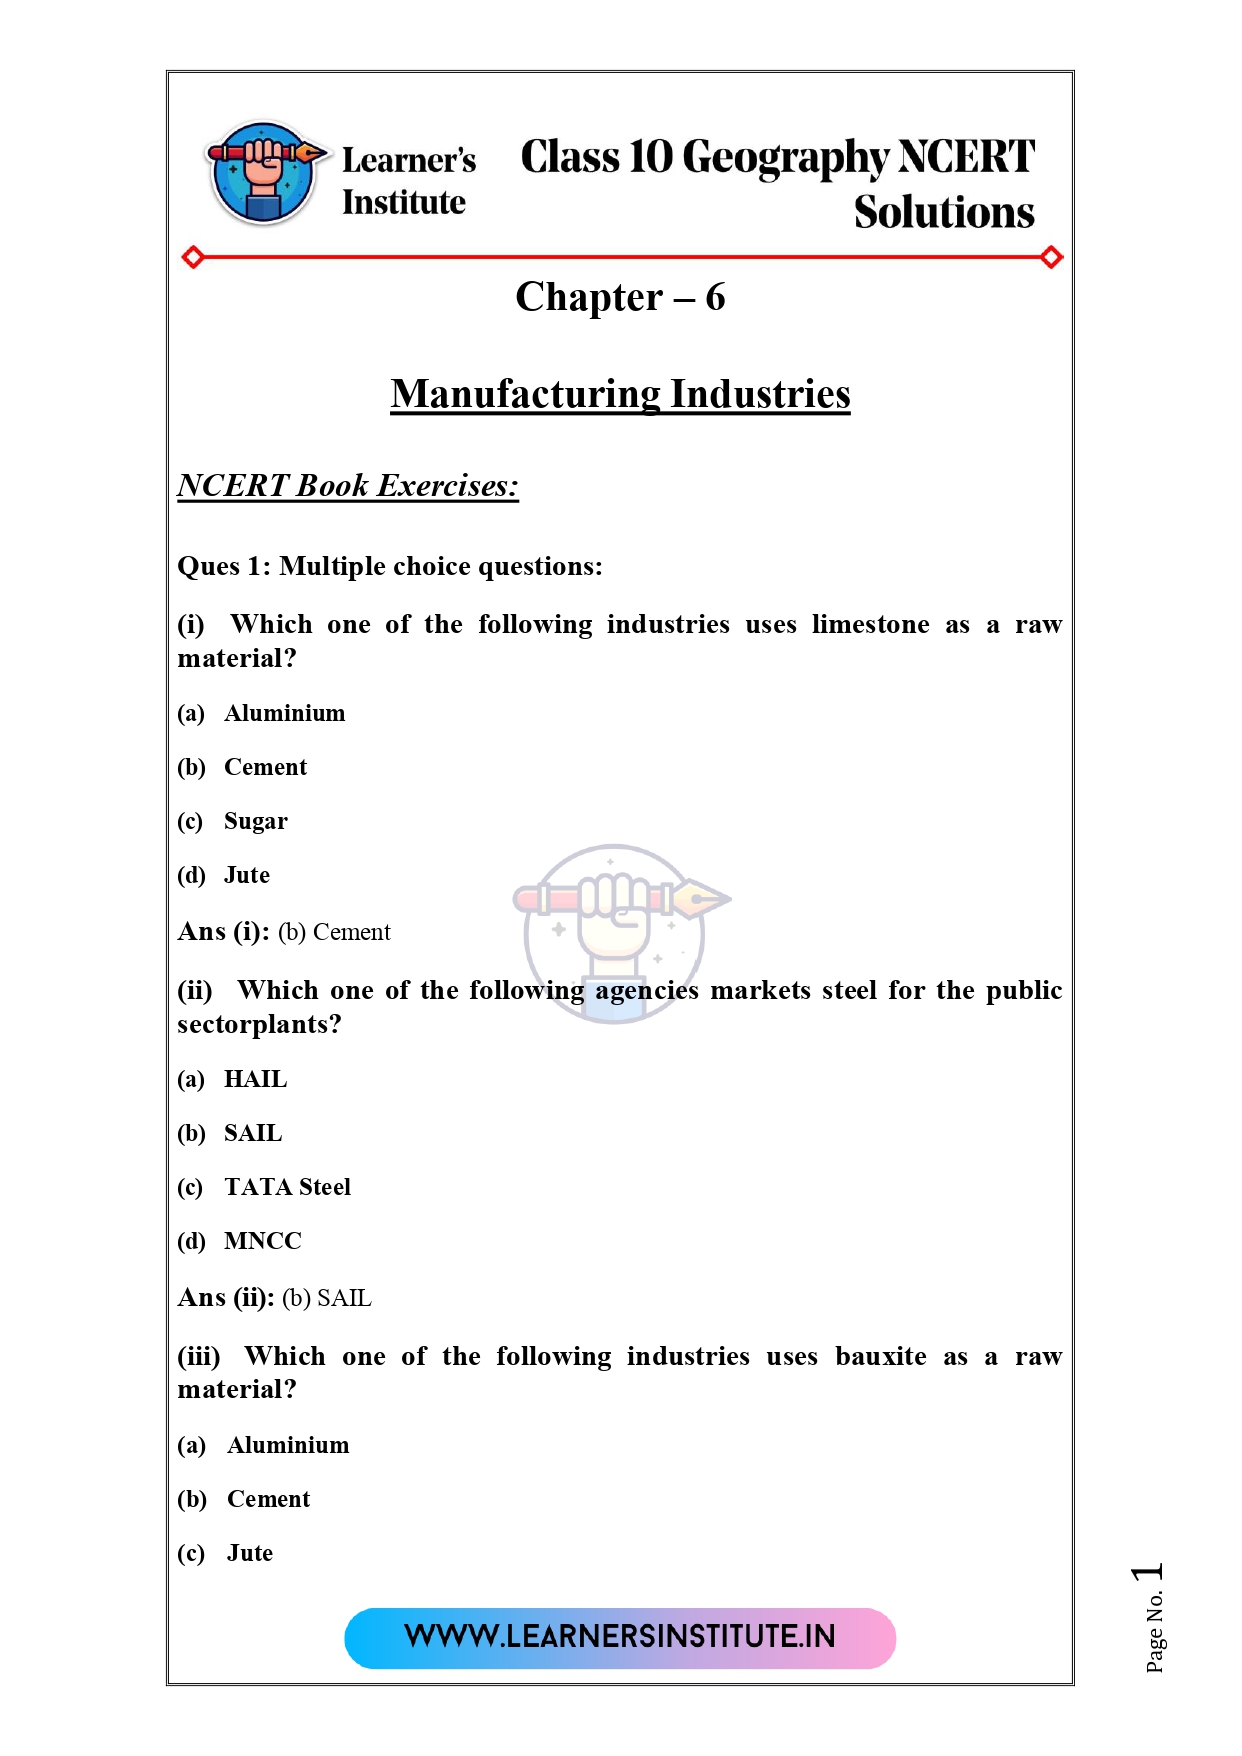 Learner's
Institute
Class 10 Geography NCERT
Solutions
Chapter – 6
Manufacturing Industries
NCERT Book Exercises:
Ques 1: Multiple choice questions:
(i) Which one of the following industries uses limestone as a raw
material?
(a) Aluminium
(b) Cement
(c) Sugar
(d) Jute
Ans (i): (b) Cement
(ii) Which one of the following agencies markets steel for the public
sectorplants?
(a) HAIL
(b) SAIL
(c) TATA Steel
(d) MNCC
Ans (ii): (b) SAIL
(iii) Which one of the following industries uses bauxite as a raw
material?
(a) Aluminium
(b) Cement
(c) Jute
WWW.LEARNERSINSTITUTE.IN
Page No. 1